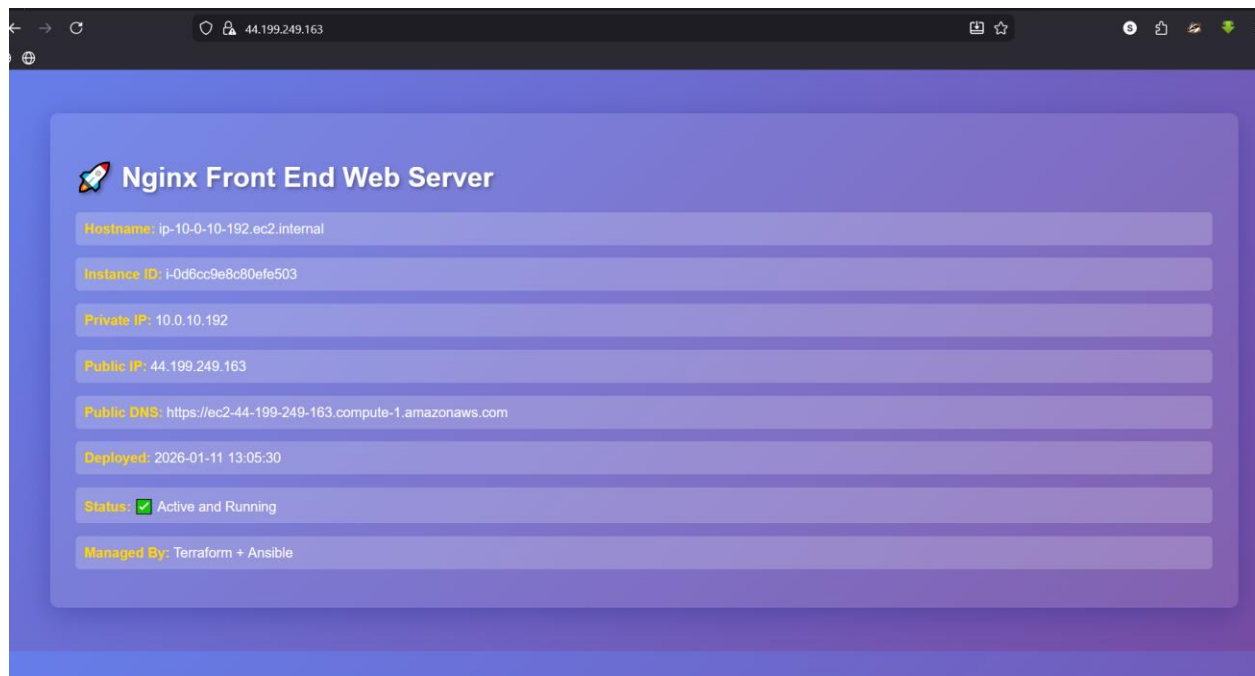 44.199.249.163
S
🚀 Nginx Front End Web Server
Hostname: ip-10-0-10-192.ec2.internal
Instance ID: i-0d6cc9e8c80efe503
Private IP: 10.0.10.192
Public IP: 44.199.249.163
Public DNS: https://ec2-44-199-249-163.compute-1.amazonaws.com
Deployed: 2026-01-11 13:05:30
Status: ✅ Active and Running
Managed By: Terraform + Ansible